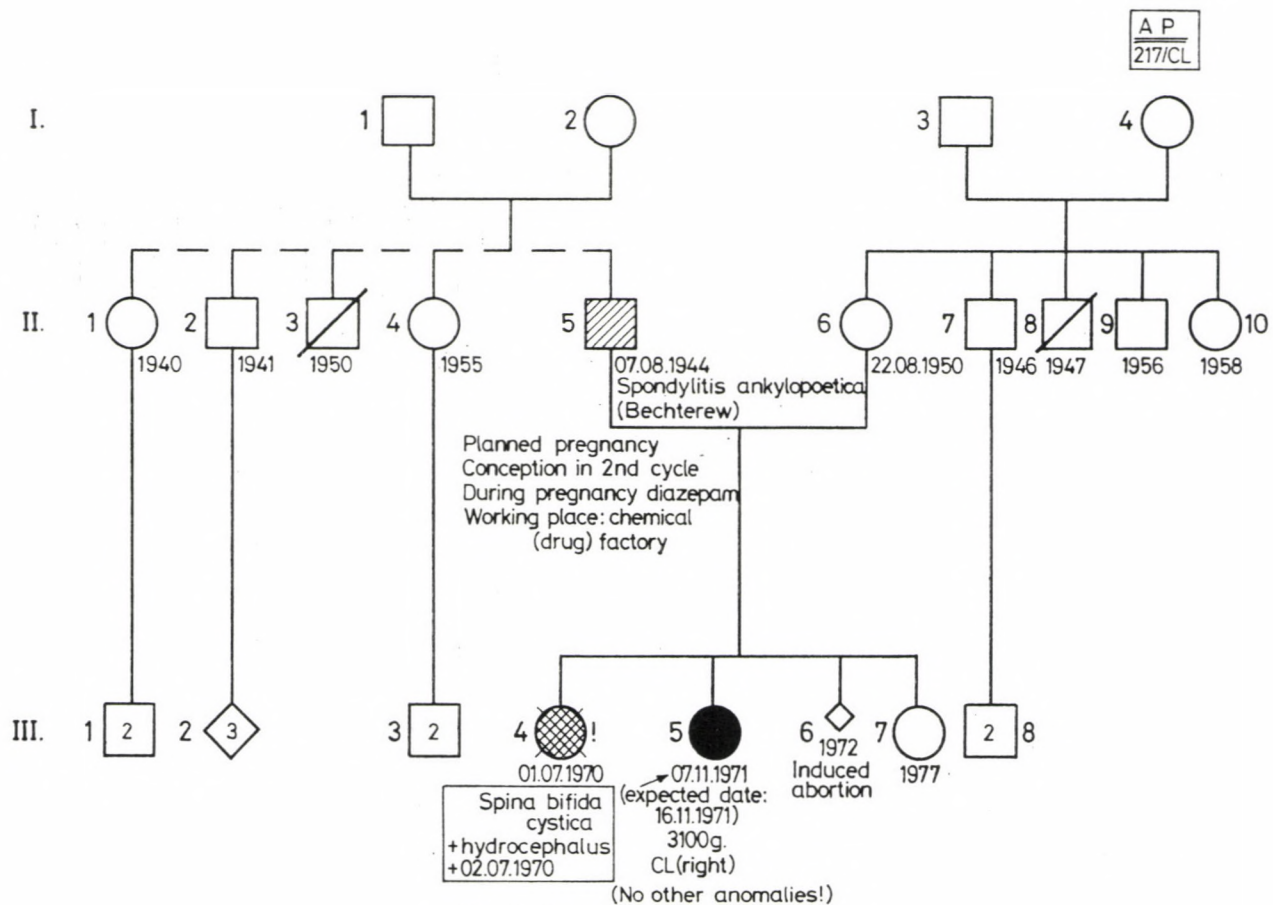 A P
217/CL
I.
1
2
3
4
II.
1
2
3
4
5
6
7
8
9
10
1940
1941
1950
1955
07.08.1944
22.08.1950
1946
1947
1956
1958
Spondylitis ankylopoetica
(Bechterew)
Planned pregnancy
Conception in 2nd cycle
During pregnancy diazepam
Working place: chemical
(drug) factory
III.
1
2
2
3
3
2
4
!
5
6
7
2
8
01.07.1970
07.11.1971
1972
1977
Induced
abortion
Spina bifida
cystica
+hydrocephalus
+02.07.1970
(expected date:
16.11.1971)
3100g.
CL(right)
(No other anomalies!)